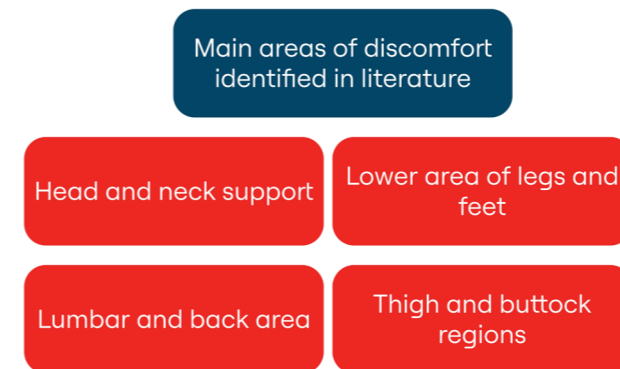 Main areas of discomfort
identified in literature
Head and neck support
Lower area of legs and
feet
Lumbar and back area
Thigh and buttock
regions